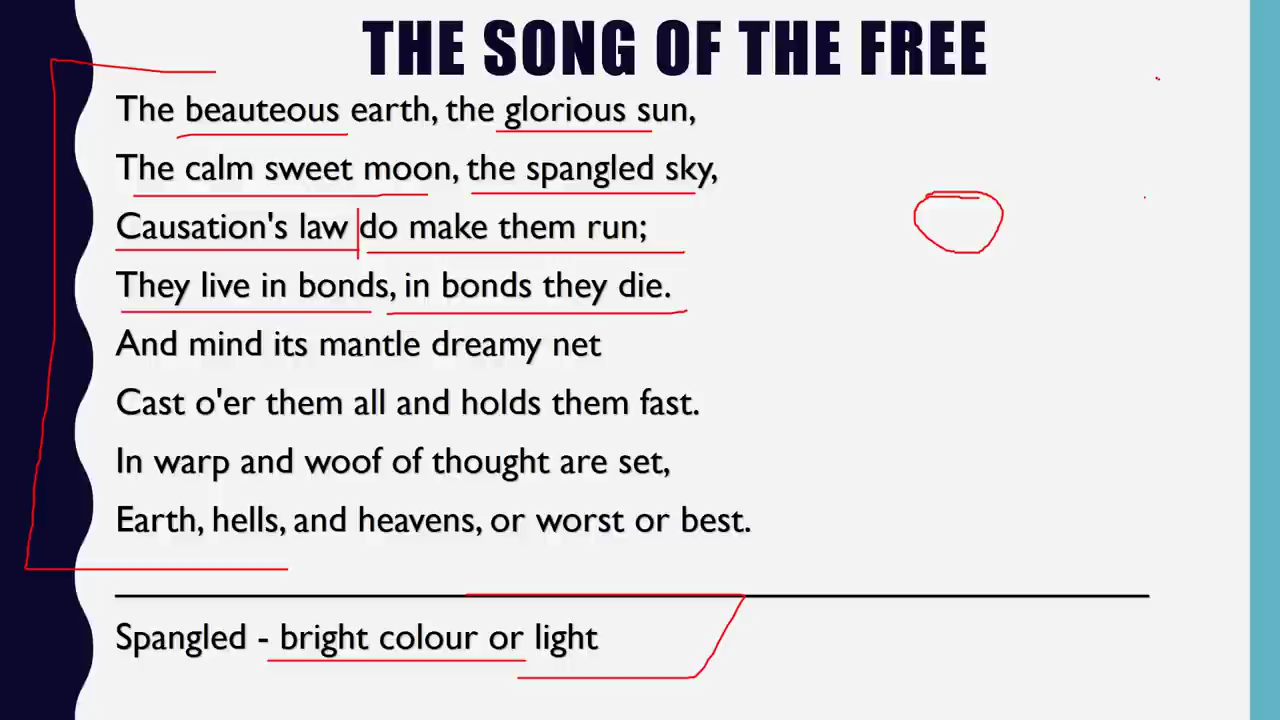 THE SONG OF THE FREE
The beauteous earth, the glorious sun,
The calm sweet moon, the spangled sky,
Causation's law do make them run;
They live in bonds, in bonds they die.
And mind its mantle dreamy net
Cast o'er them all and holds them fast.
In warp and woof of thought are set,
Earth, hells, and heavens, or worst or best.
Spangled - bright colour or light